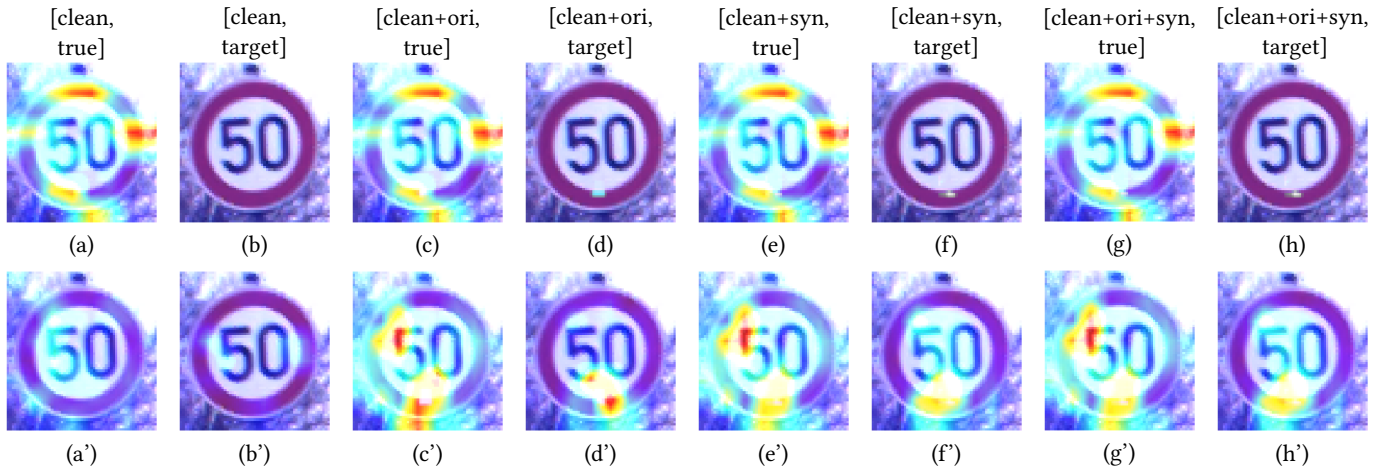 [clean, true] [clean, target] [clean+ori, true] [clean+ori, target] [clean+syn, true] [clean+syn, target] [clean+ori+syn, true] [clean+ori+syn, target]
50 50 50 50 50 50 50 50
(a) (b) (c) (d) (e) (f) (g) (h)
50 50 50 50 50 50 50 50
(a') (b') (c') (d') (e') (f') (g') (h')